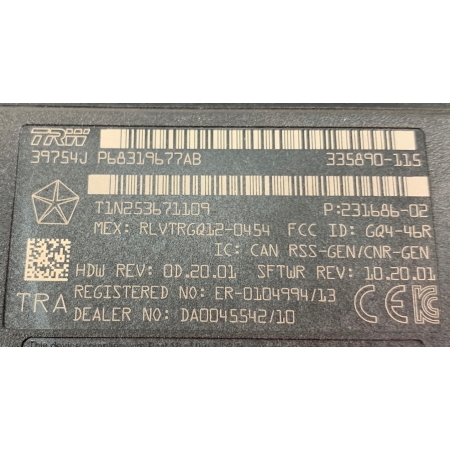 TRW
39754J P68319677AB 335890-115
T1N253671109 P:231686-02
MEX: RLVTRGQ12-0454 FCC ID: GQ4-46R
IC: CAN RSS-GEN/CNR-GEN
HDW REV: 0D.20.01 SFTWR REV: 10.20.01
TRA REGISTERED NO: ER-0104994/13
DEALER NO: DA0045542/10
CE